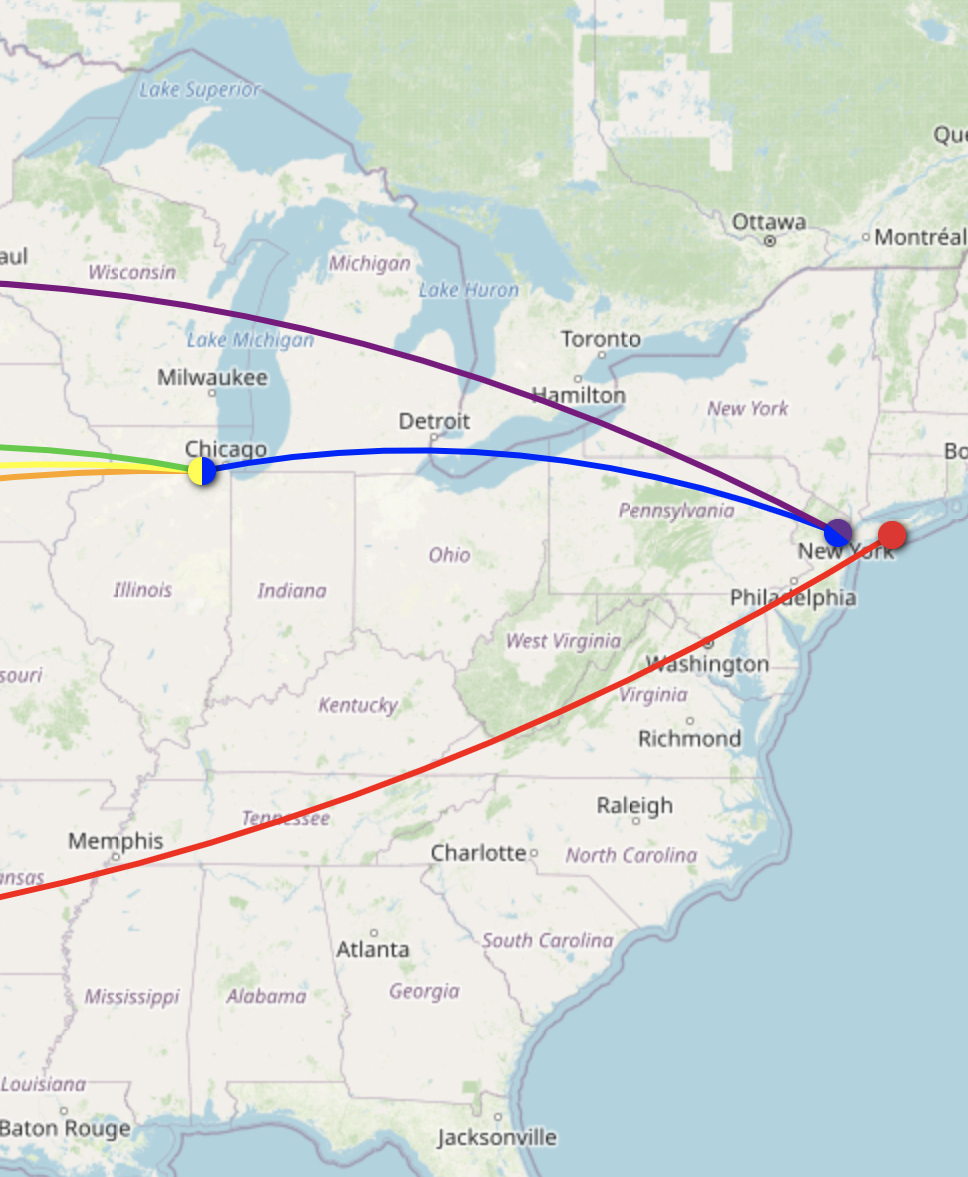 Lake Superior
Que
Ottawa
Montréal
aul
Wisconsin
Michigan
Lake Huron
Lake Michigan
Toronto
Milwaukee
Hamilton
New York
Detroit
Chicago
Bo
Pennsylvania
New York
Ohio
Illinois
Indiana
Philadelphia
West Virginia
Washington
souri
Virginia
Kentucky
Richmond
Raleigh
Tennessee
Memphis
Charlotte
North Carolina
ansas
South Carolina
Atlanta
Mississippi
Alabama
Georgia
Louisiana
Baton Rouge
Jacksonville